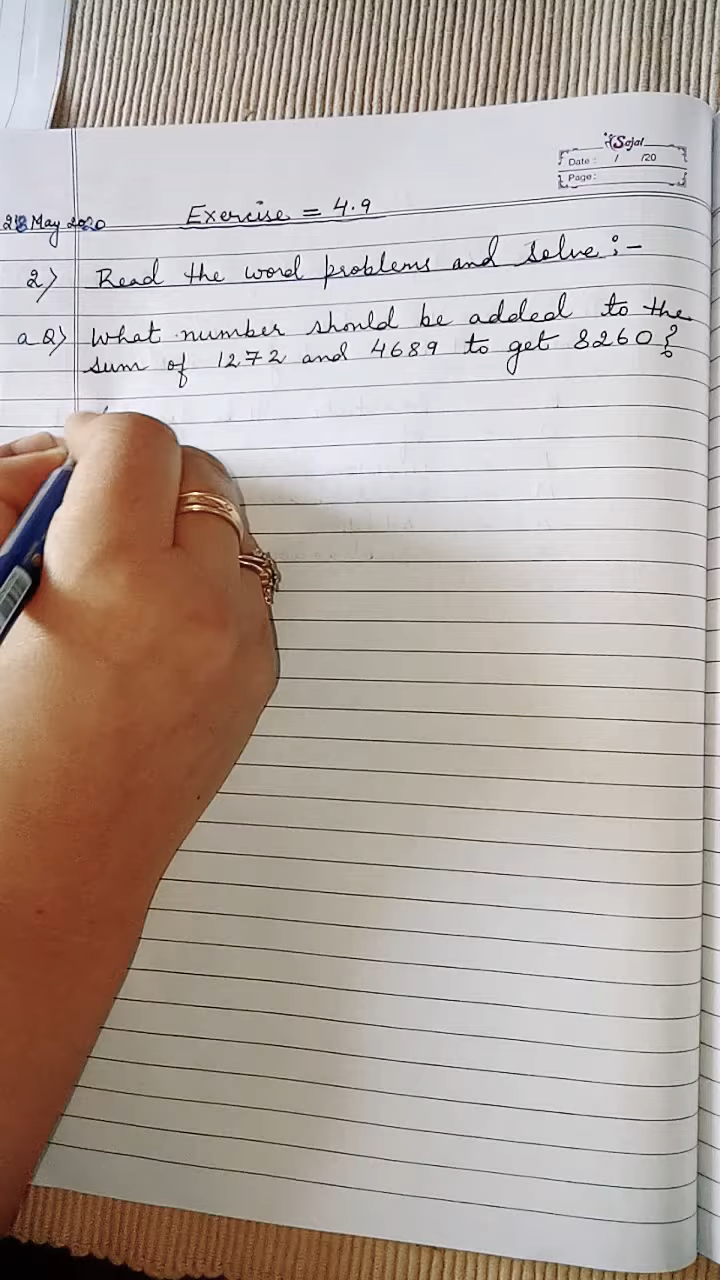 Sajal
Date : / /20
Page:
28 May 2020
Exercise = 4.9
2) Read the word problems and solve :-
a Q) What number should be added to the
sum of 1272 and 4689 to get 8260?